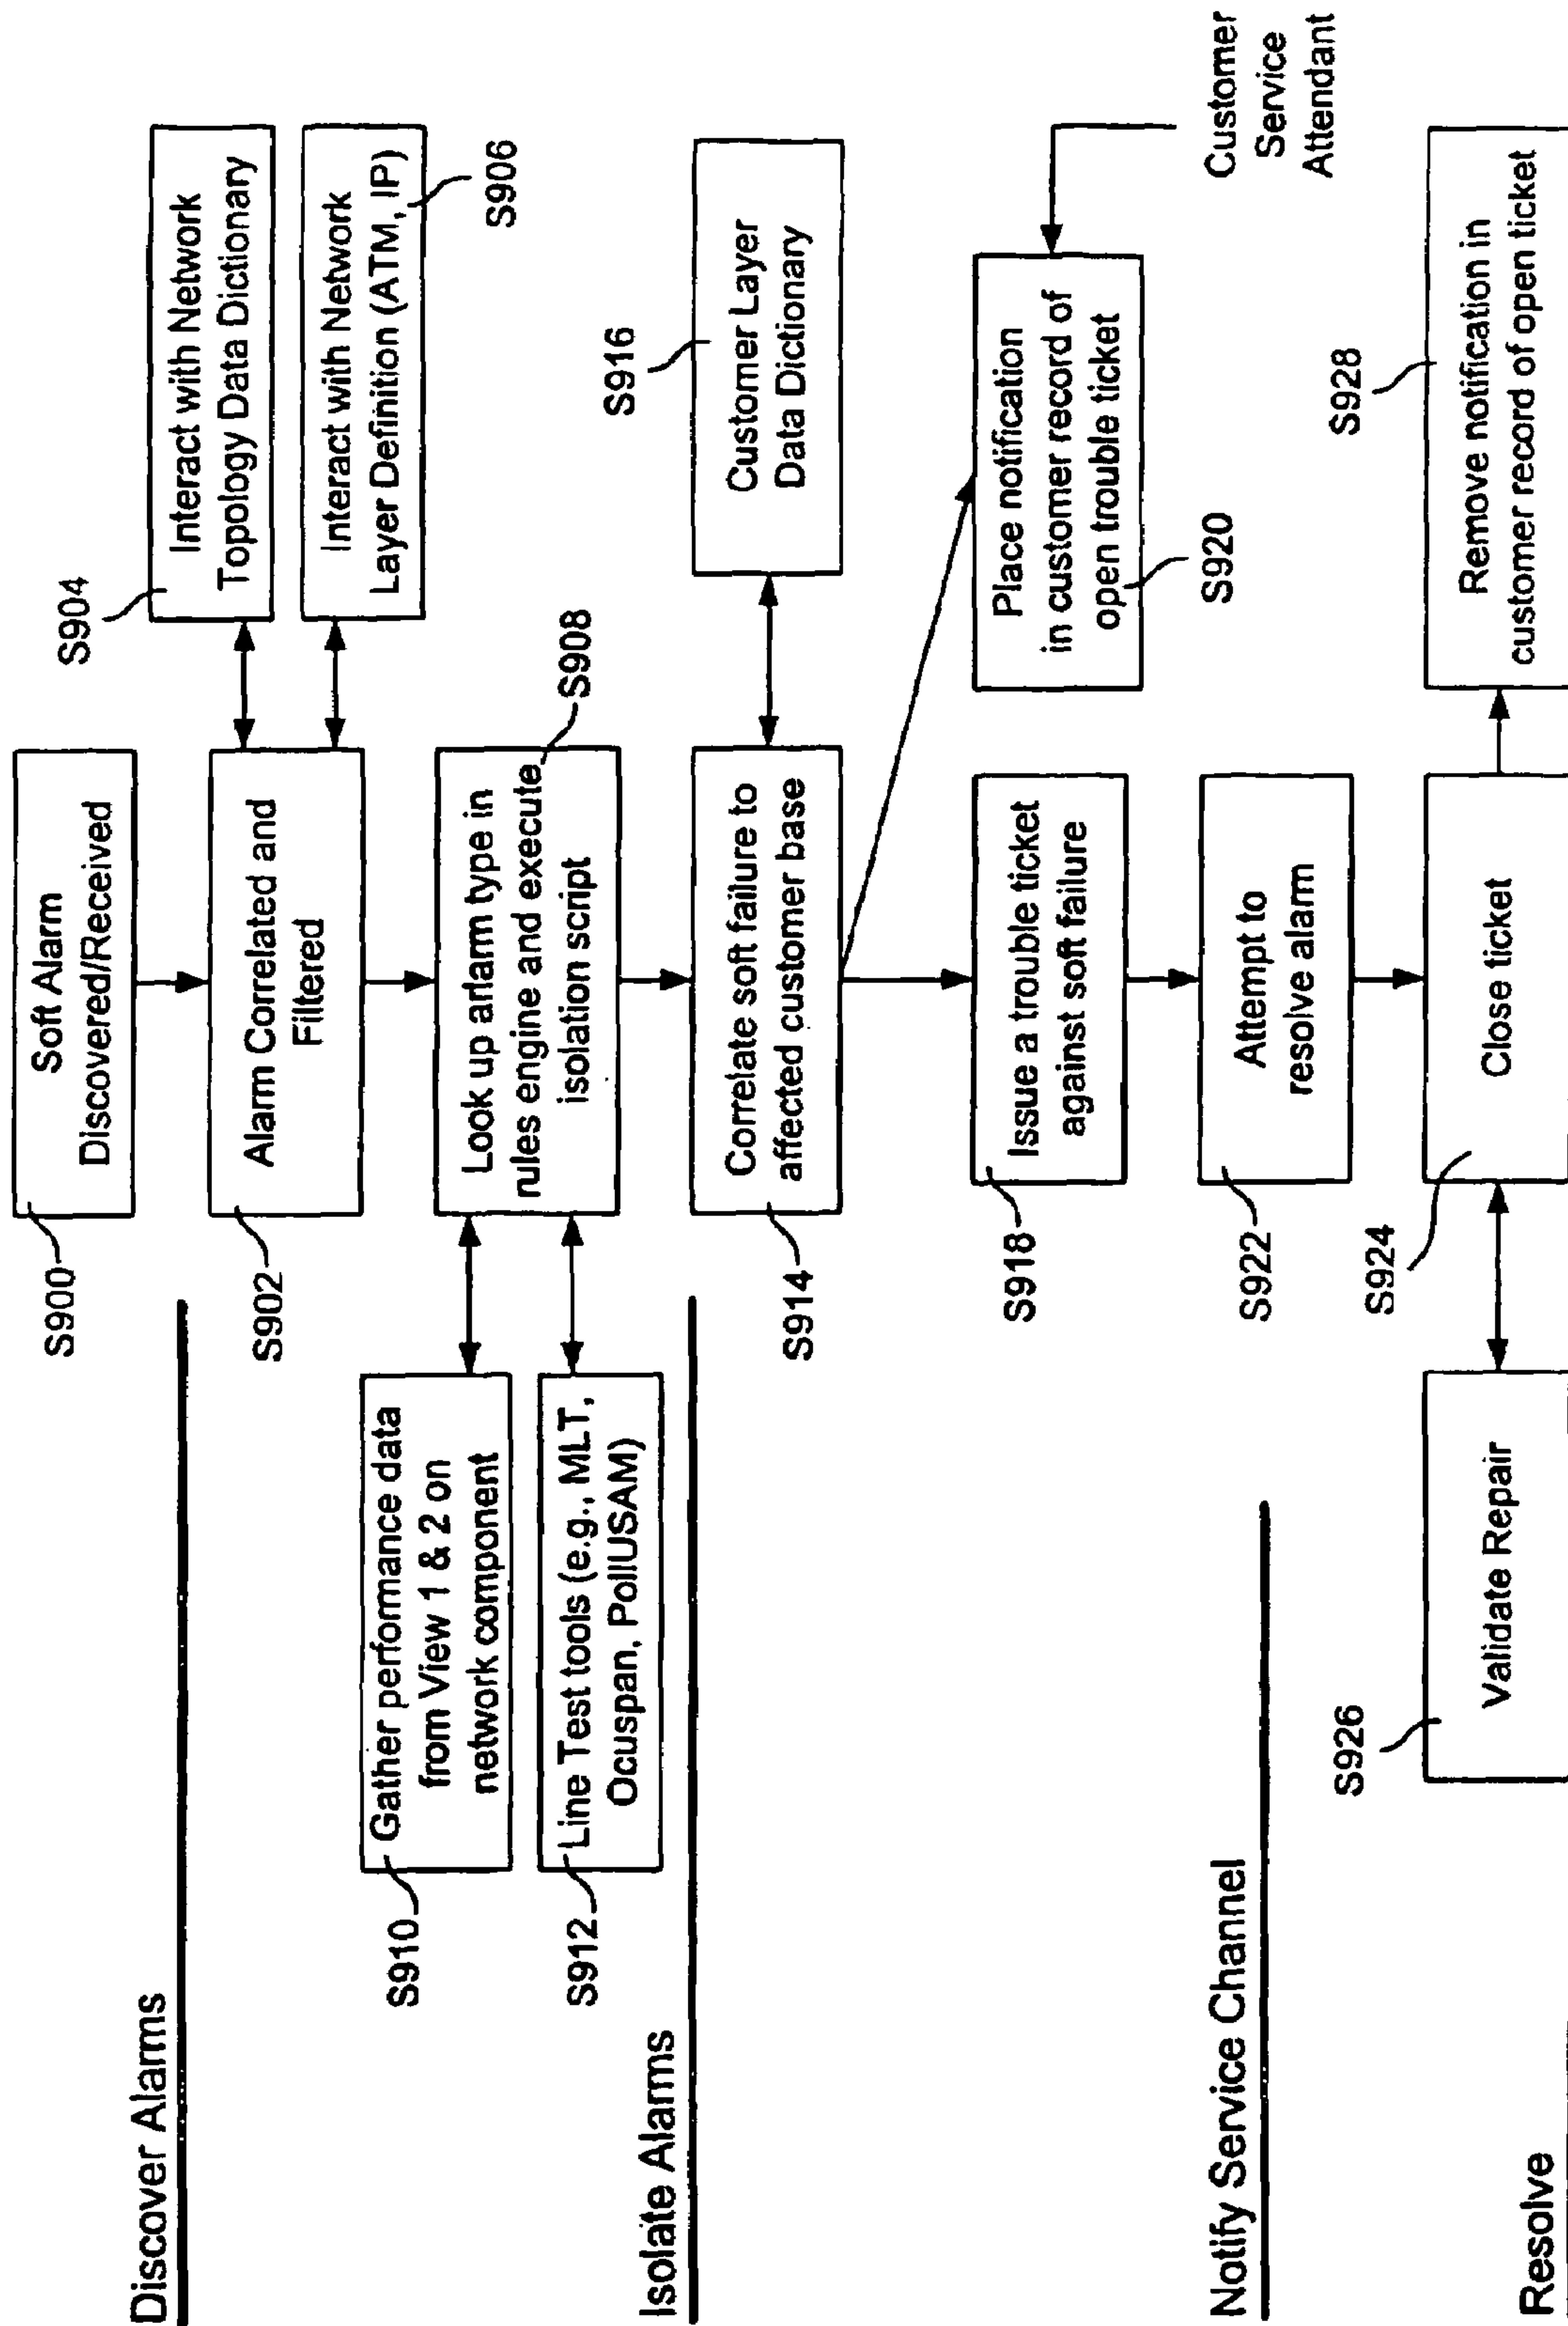 S900
Soft Alarm
Discovered/Received
Discover Alarms
S902
Alarm Correlated and
Filtered
S904
Interact with Network
Topology Data Dictionary
Interact with Network
Layer Definition (ATM, IP)
S906
Look up arlarm type in
rules engine and execute
isolation script
S908
S910
Gather performance data
from View 1 & 2 on
network component
S912
Line Test tools (e.g., MLT,
Ocuspan, PollUSAM)
Isolate Alarms
S914
Correlate soft failure to
affected customer base
S916
Customer Layer
Data Dictionary
S918
Issue a trouble ticket
against soft failure
Place notification
in customer record of
open trouble ticket
S920
Customer
Service
Attendant
Notify Service Channel
S922
Attempt to
resolve alarm
S924
Close ticket
S926
Validate Repair
S928
Remove notification in
customer record of open ticket
Resolve